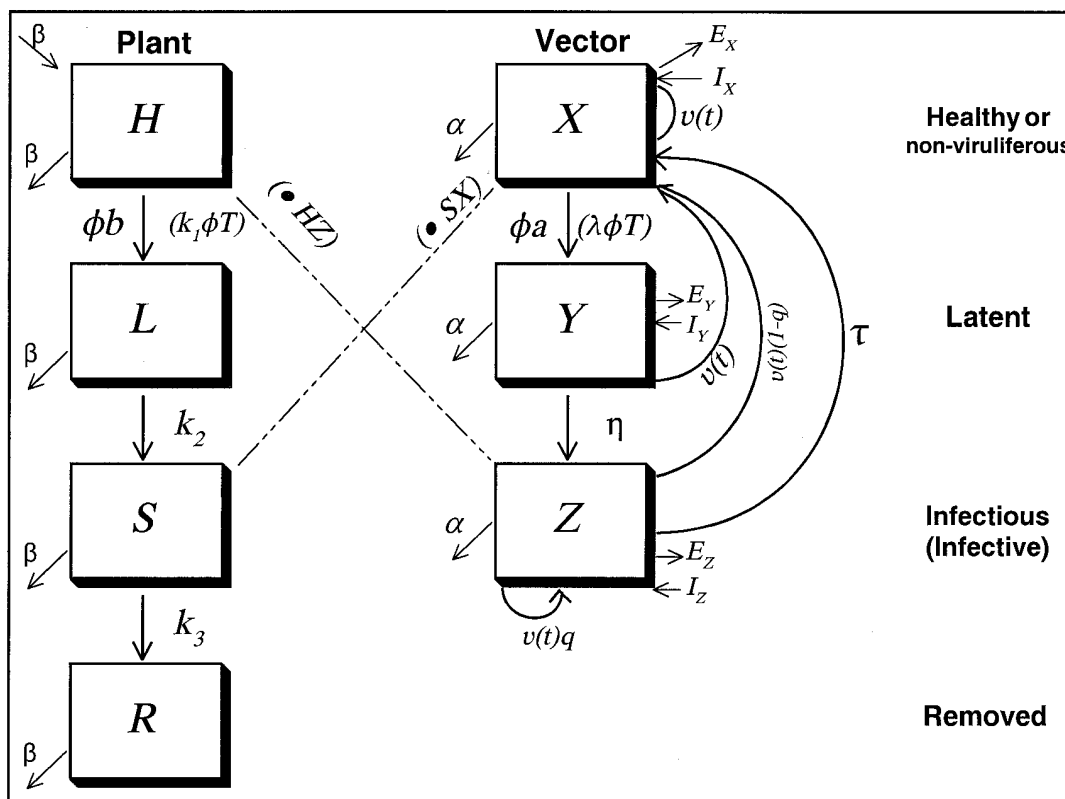 Plant
Vector
β
H
β
ϕb
(k₁ϕT)
(● HZ)
L
β
k₂
S
β
k₃
R
β
E_X
I_X
α
X
υ(t)
(● SX)
ϕa
(λϕT)
α
Y
E_Y
I_Y
υ(t)
υ(t)(1-q)
τ
η
α
Z
E_Z
I_Z
υ(t)q
Healthy or
non-viruliferous
Latent
Infectious
(Infective)
Removed